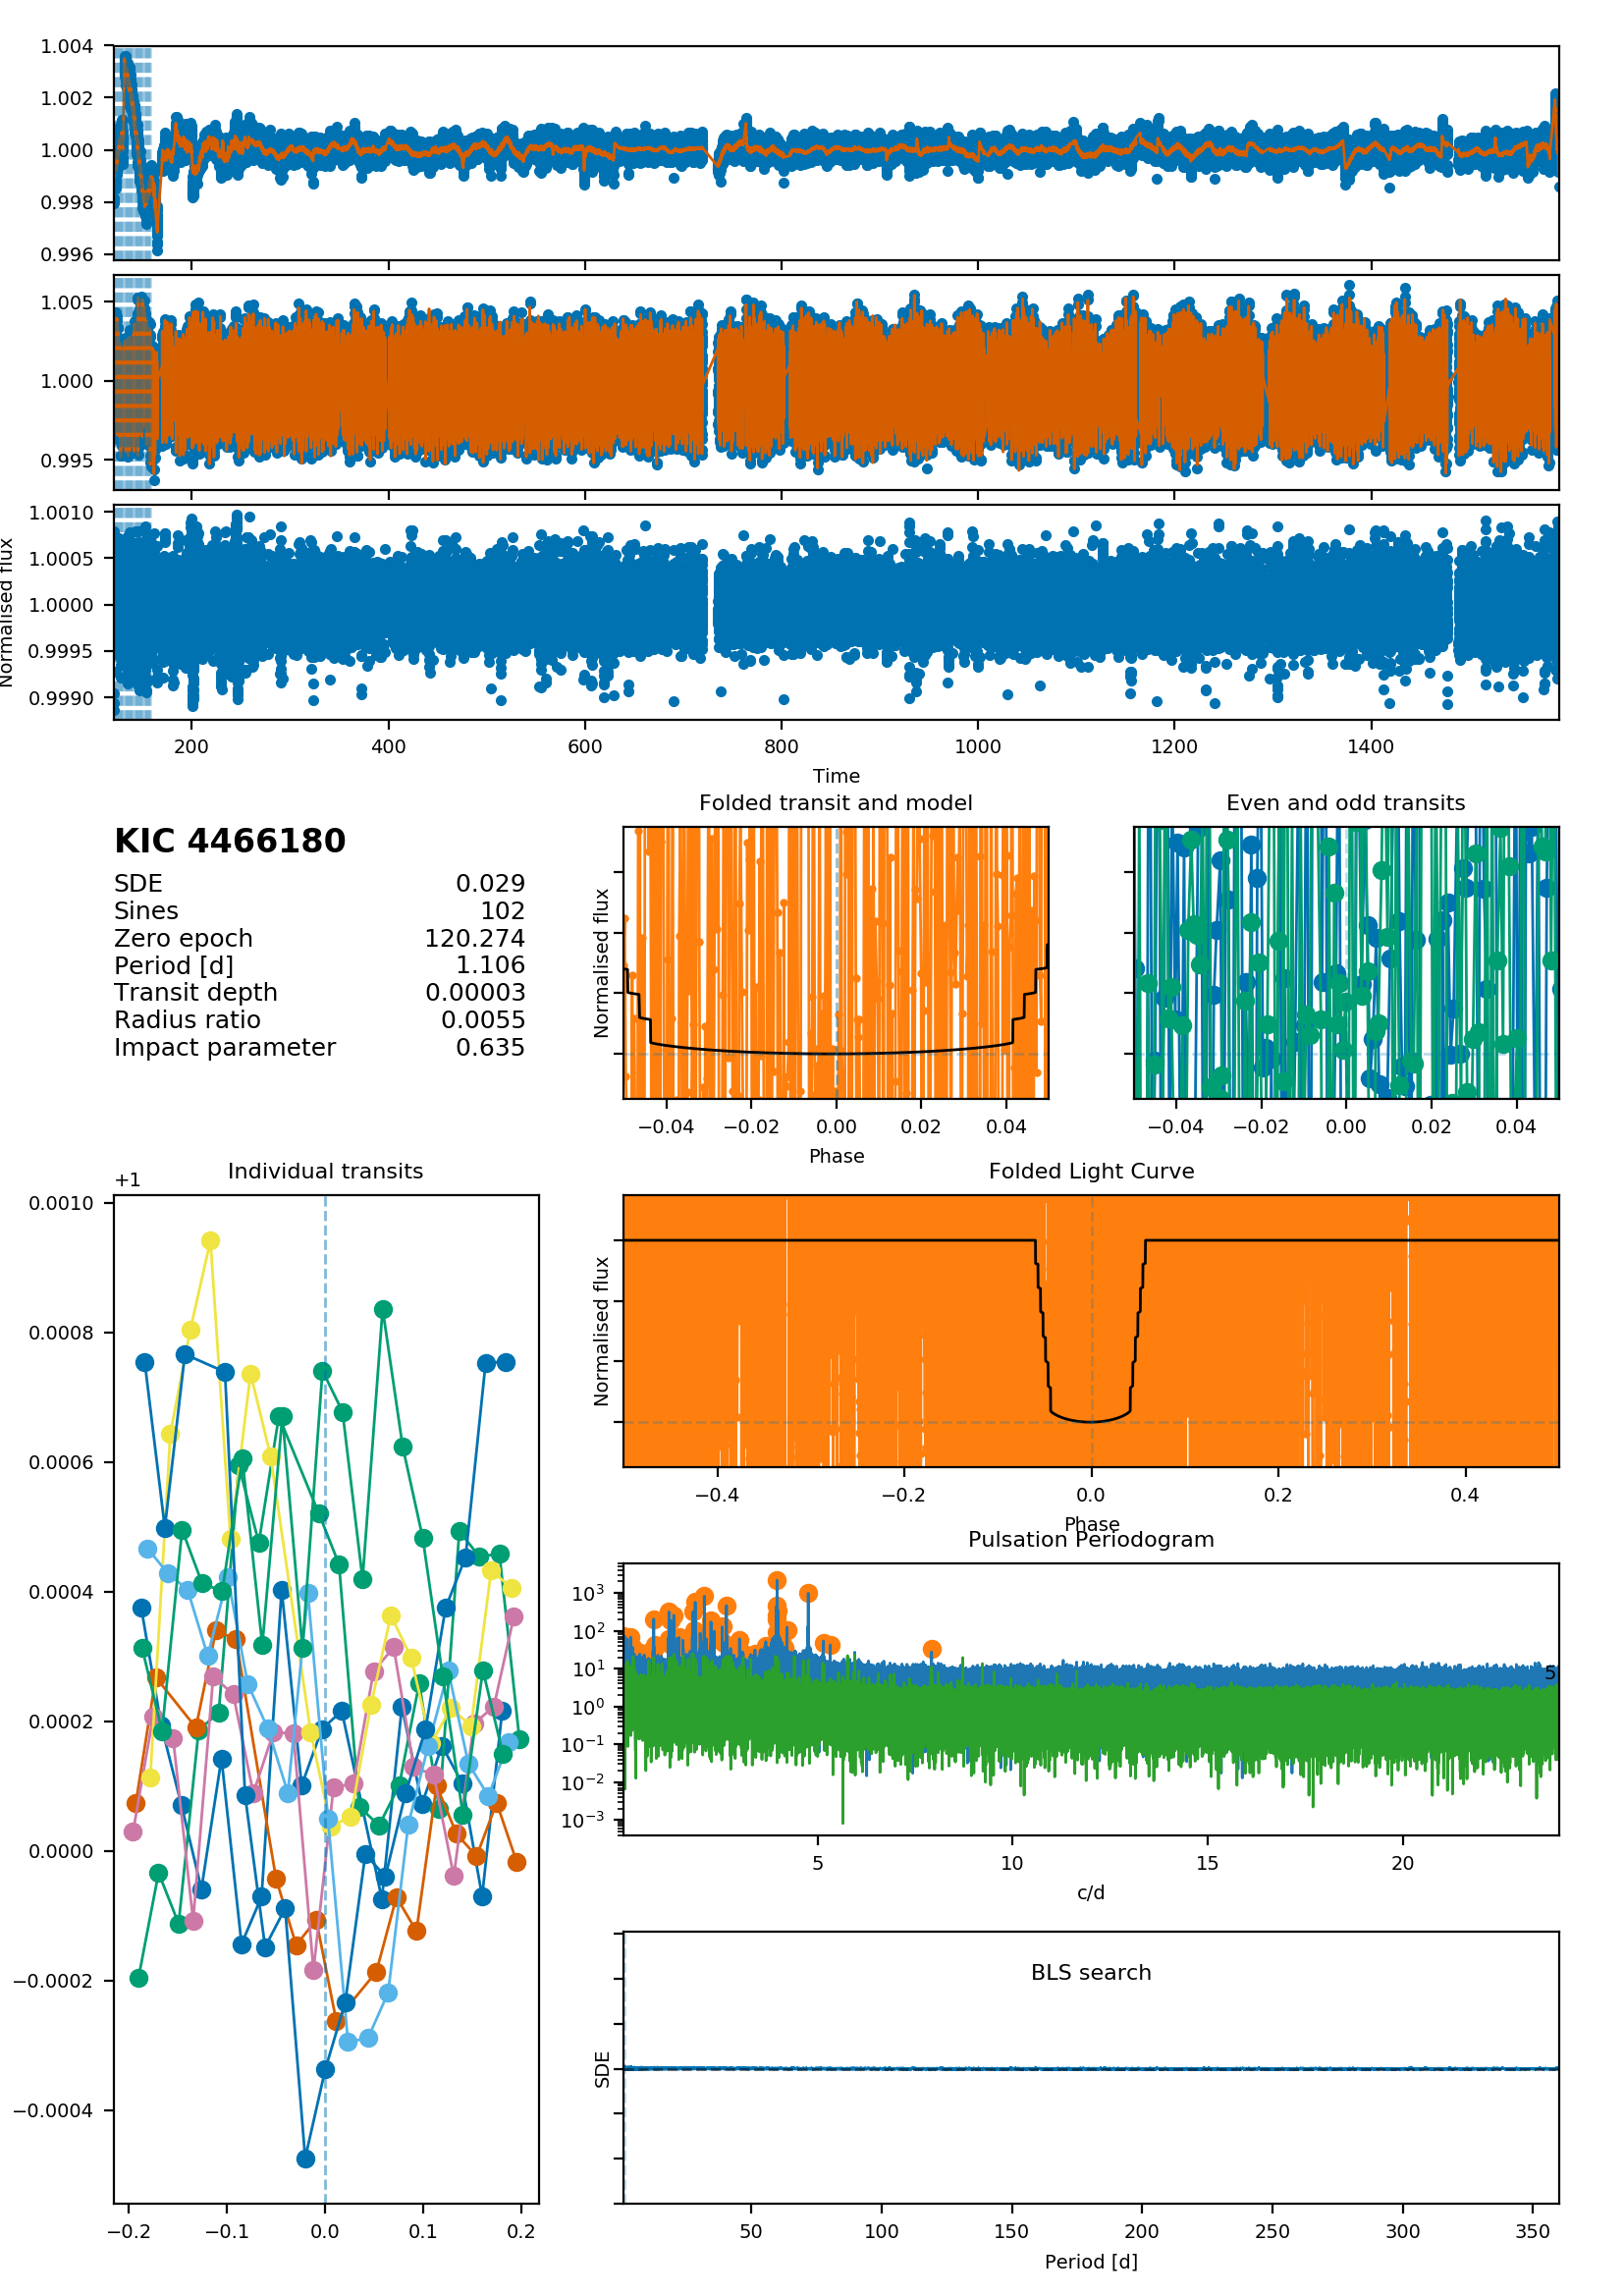 1.004
1.002
1.000
0.998
0.996
1.005
1.000
0.995
1.0010
1.0005
1.0000
0.9995
0.9990
Normalised flux
200 400 600 800 1000 1200 1400
Time
KIC 4466180
SDE 0.029
Sines 102
Zero epoch 120.274
Period [d] 1.106
Transit depth 0.00003
Radius ratio 0.0055
Impact parameter 0.635
Folded transit and model
Normalised flux
−0.04 −0.02 0.00 0.02 0.04
Phase
Even and odd transits
−0.04 −0.02 0.00 0.02 0.04
Individual transits
+1
0.0010
0.0008
0.0006
0.0004
0.0002
0.0000
−0.0002
−0.0004
−0.2 −0.1 0.0 0.1 0.2
Folded Light Curve
Normalised flux
−0.4 −0.2 0.0 0.2 0.4
Phase
Pulsation Periodogram
10³
10²
10¹
10⁰
10⁻¹
10⁻²
10⁻³
5
5 10 15 20
c/d
BLS search
SDE
50 100 150 200 250 300 350
Period [d]